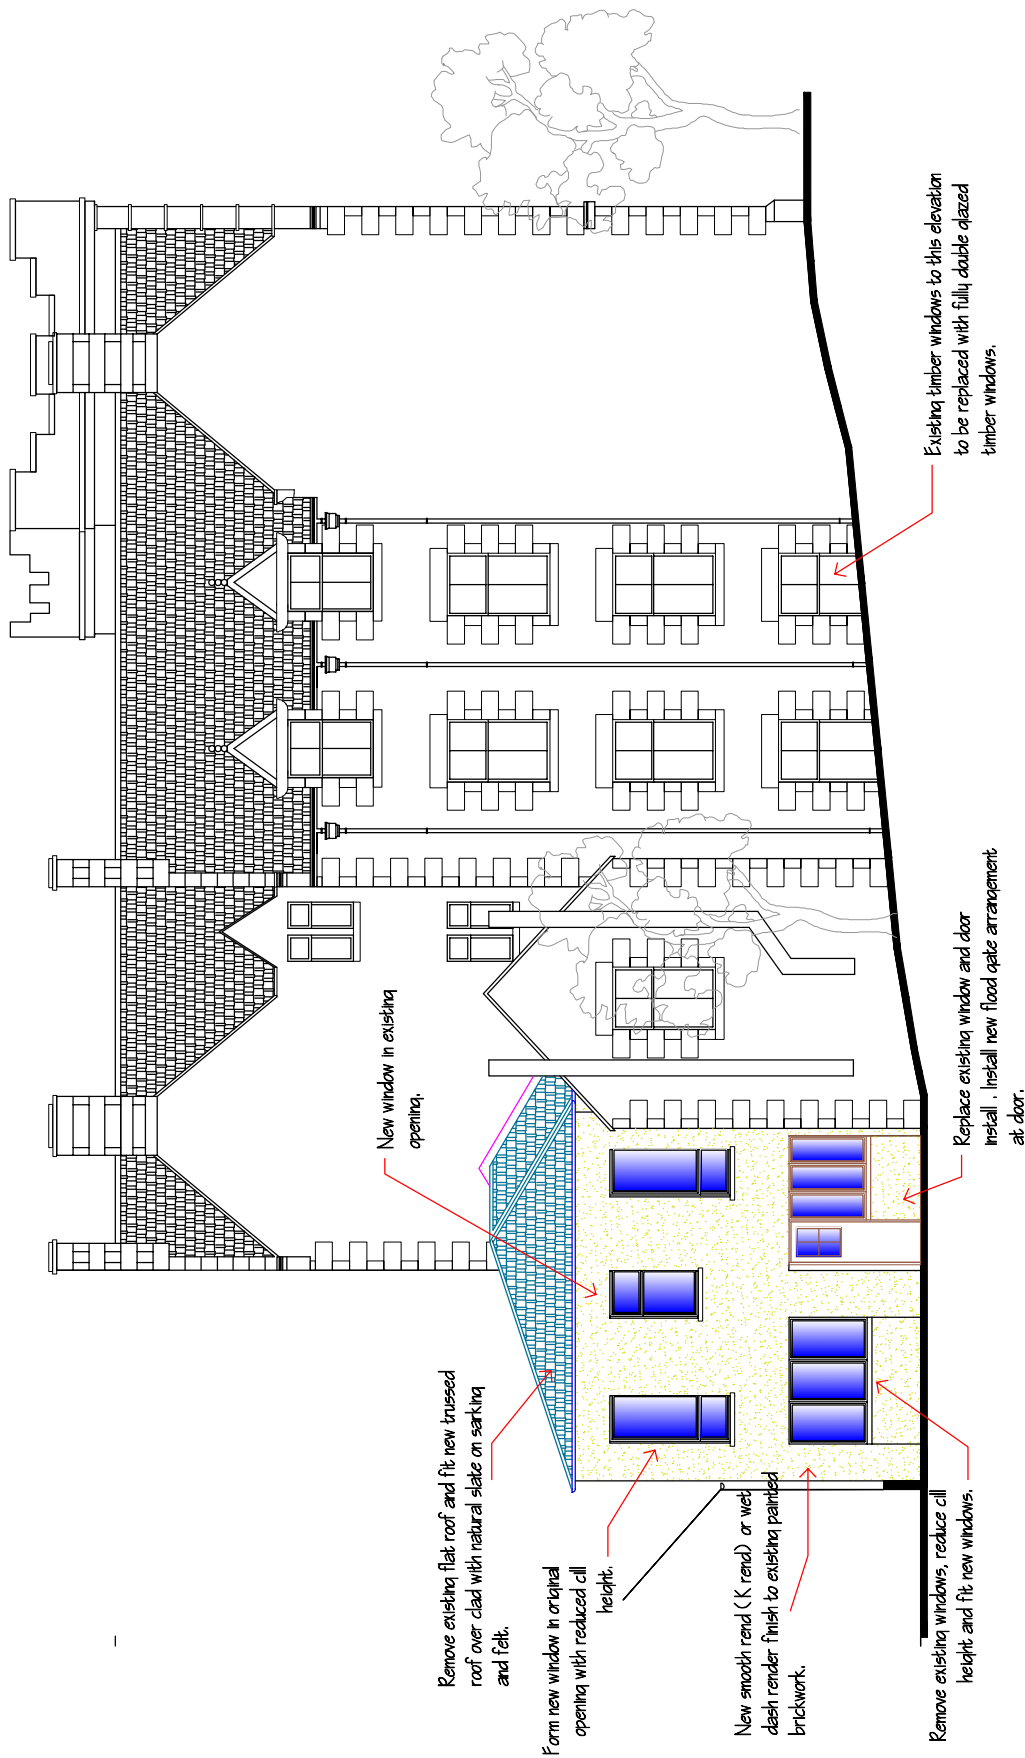 Remove existing flat roof and fit new trussed
roof over clad with natural slate on sarking
and felt.
Form new window in original
opening with reduced cill
height.
New smooth rend ( K rend) or wet
dash render finish to existing painted
brickwork.
Remove existing windows, reduce cill
height and fit new windows.
New window in existing
opening.
Replace existing window and door
install . Install new flood gate arrangement
at door.
Existing timber windows to this elevation
to be replaced with fully double glazed
timber windows.